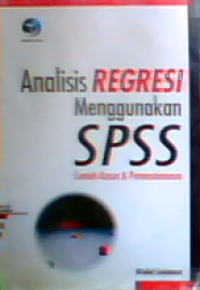 Analisis REGRESI
Menggunakan
SPSS
Contoh Kasus & Pemecahannya